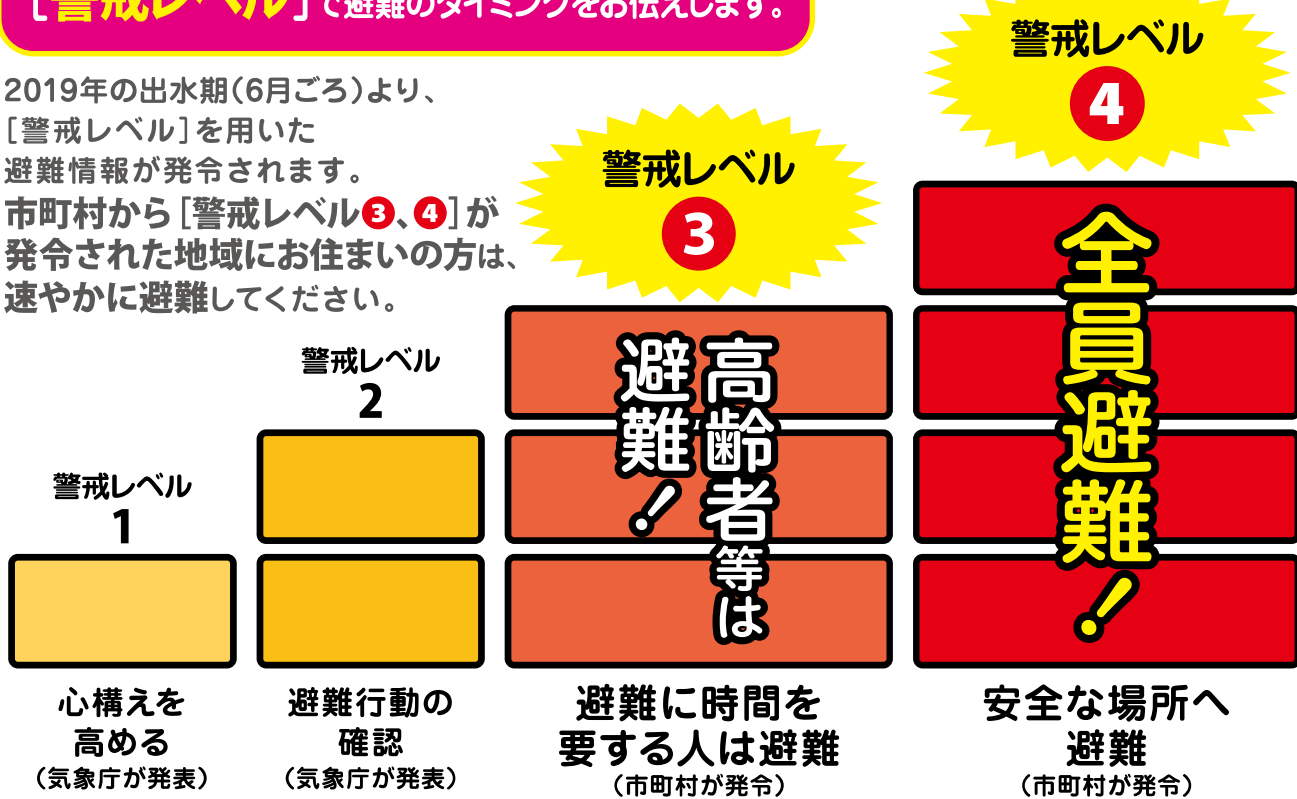 [警戒レベル]で避難のタイミングをお伝えします。
2019年の出水期(6月ごろ)より、
[警戒レベル]を用いた
避難情報が発令されます。
市町村から[警戒レベル❸、❹]が
発令された地域にお住まいの方は、
速やかに避難してください。
警戒レベル
1
心構えを
高める
(気象庁が発表)
警戒レベル
2
避難行動の
確認
(気象庁が発表)
警戒レベル
3
高齢者等は
避難!
避難に時間を
要する人は避難
(市町村が発令)
警戒レベル
4
全員避難!
安全な場所へ
避難
(市町村が発令)